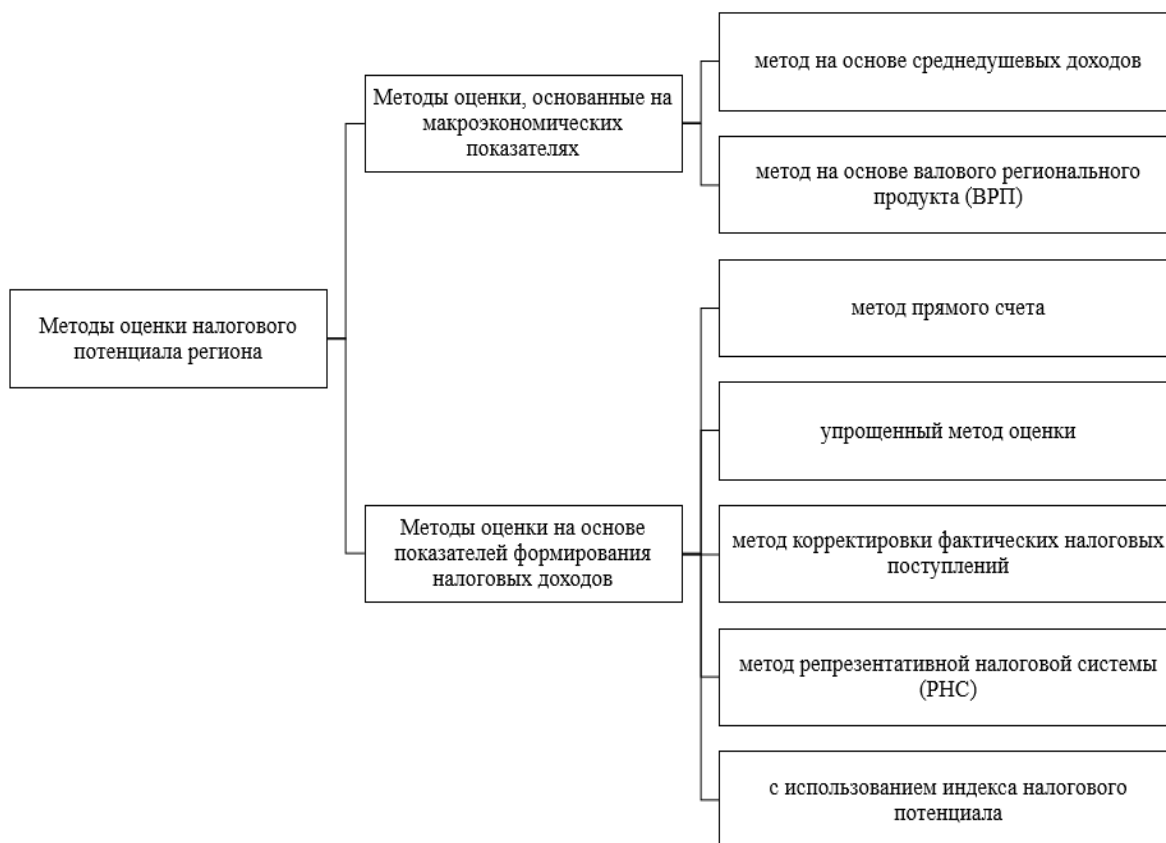 Методы оценки налогового
потенциала региона
Методы оценки, основанные на
макроэкономических
показателях
метод на основе среднедушевых доходов
метод на основе валового регионального
продукта (ВРП)
Методы оценки на основе
показателей формирования
налоговых доходов
метод прямого счета
упрощенный метод оценки
метод корректировки фактических налоговых
поступлений
метод репрезентативной налоговой системы
(РНС)
с использованием индекса налогового
потенциала